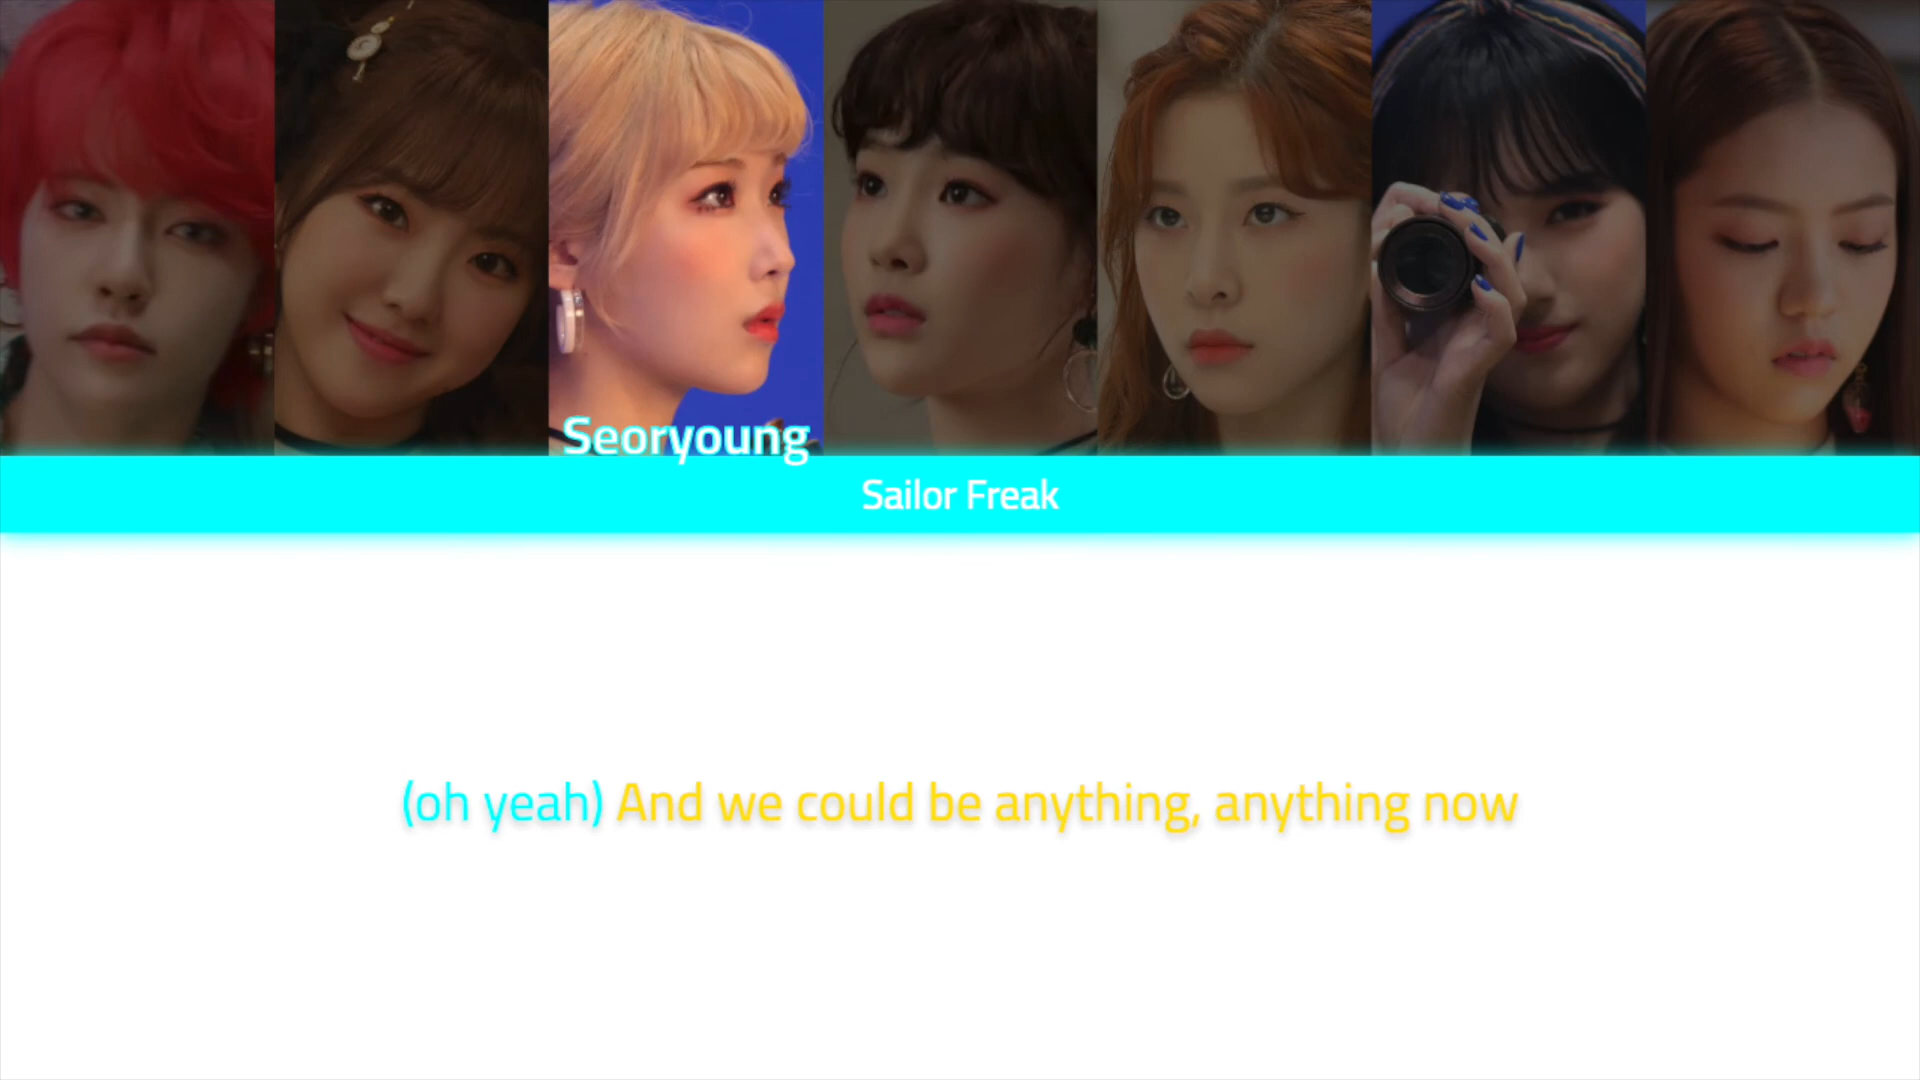 Seoryoung
Sailor Freak
(oh yeah) And we could be anything, anything now